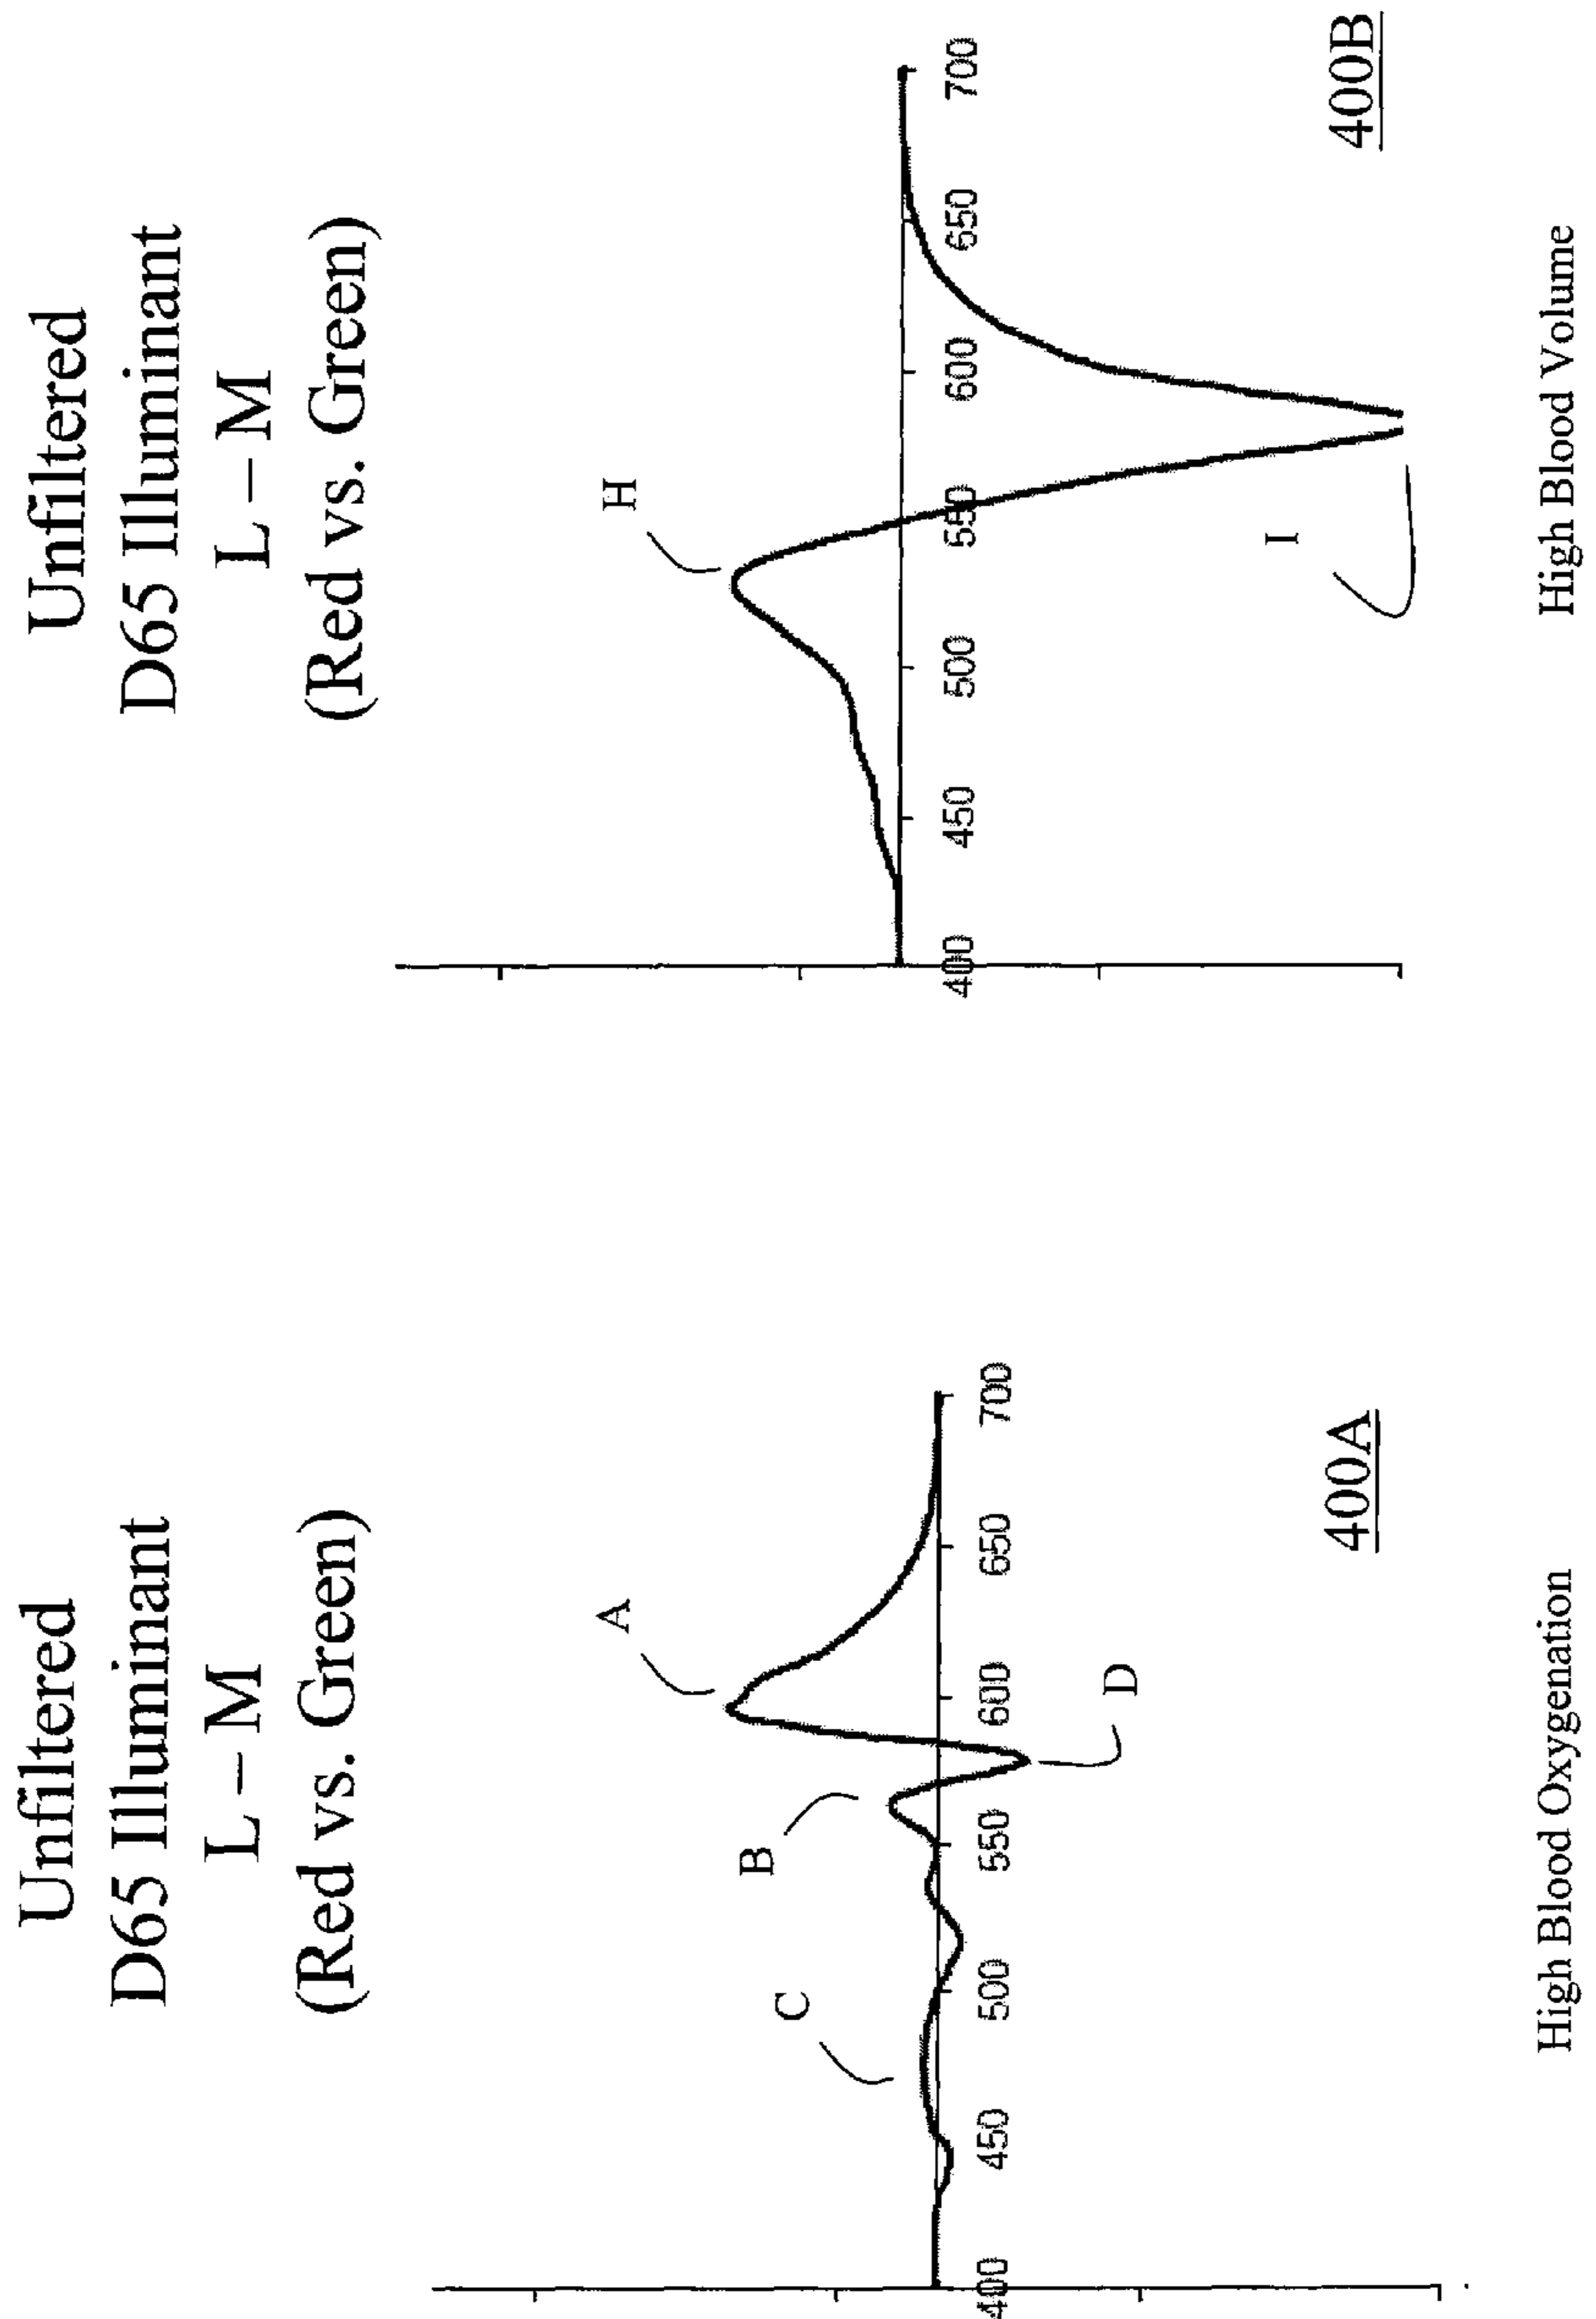 Unfiltered
D65 Illuminant
L – M
(Red vs. Green)
A
B
C
D
400
450
500
550
600
650
700
400A
High Blood Oxygenation
Unfiltered
D65 Illuminant
L – M
(Red vs. Green)
H
I
400
450
500
550
600
650
700
400B
High Blood Volume